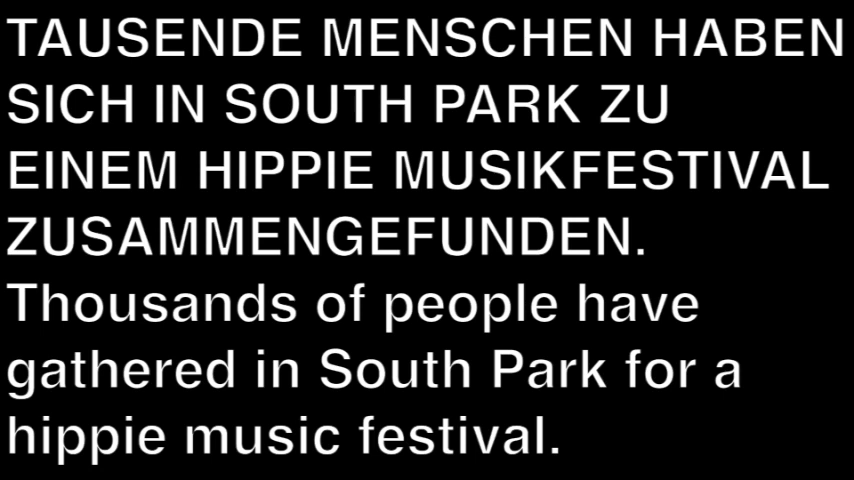 TAUSENDE MENSCHEN HABEN
SICH IN SOUTH PARK ZU
EINEM HIPPIE MUSIKFESTIVAL
ZUSAMMENGEFUNDEN.
Thousands of people have
gathered in South Park for a
hippie music festival.